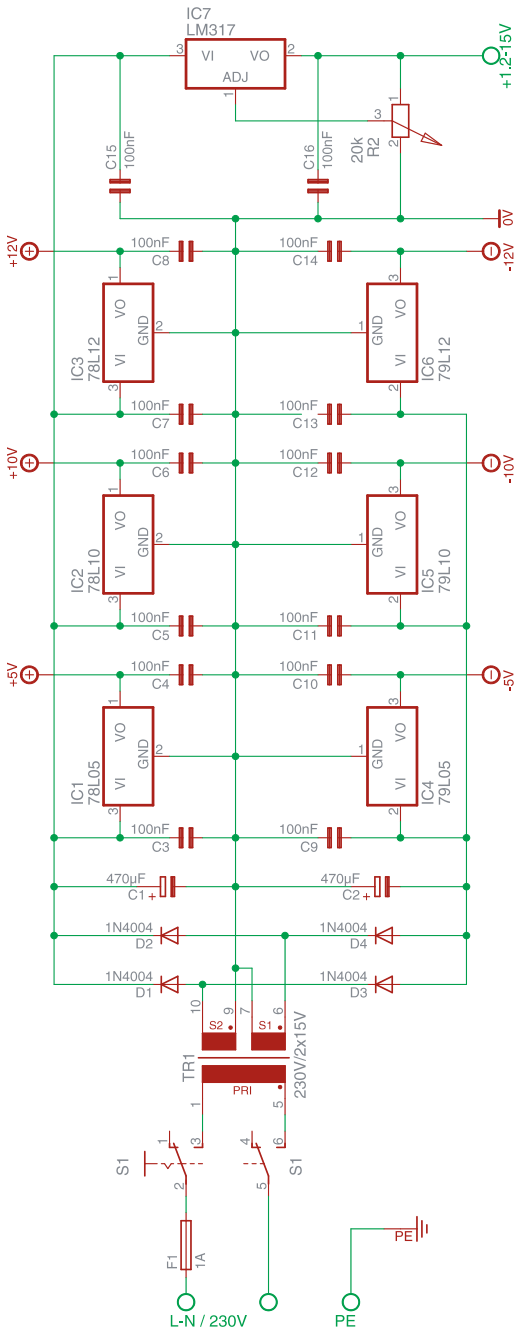 IC7
LM317
3
VI
VO
2
ADJ
1
+1.2-15V
C15
100nF
C16
100nF
1
3
2
20k
R2
0V
+12V
100nF
C8
100nF
C14
-12V
1
VO
GND
2
VI
3
IC3
78L12
3
VO
1
GND
VI
2
IC6
79L12
100nF
C7
100nF
C13
+10V
100nF
C6
100nF
C12
-10V
1
VO
GND
2
VI
3
IC2
78L10
3
VO
1
GND
VI
2
IC5
79L10
100nF
C5
100nF
C11
+5V
100nF
C4
100nF
C10
-5V
1
VO
GND
2
VI
3
IC1
78L05
3
VO
1
GND
VI
2
IC4
79L05
100nF
C3
100nF
C9
470µF
C1 +
470µF
C2 +
1N4004
D2
1N4004
D4
1N4004
D1
1N4004
D3
10
9
7
6
S2
S1
TR1
PRI
230V/2x15V
1
5
S1
1
3
2
4
6
5
S1
F1
1A
PE
L-N / 230V
PE